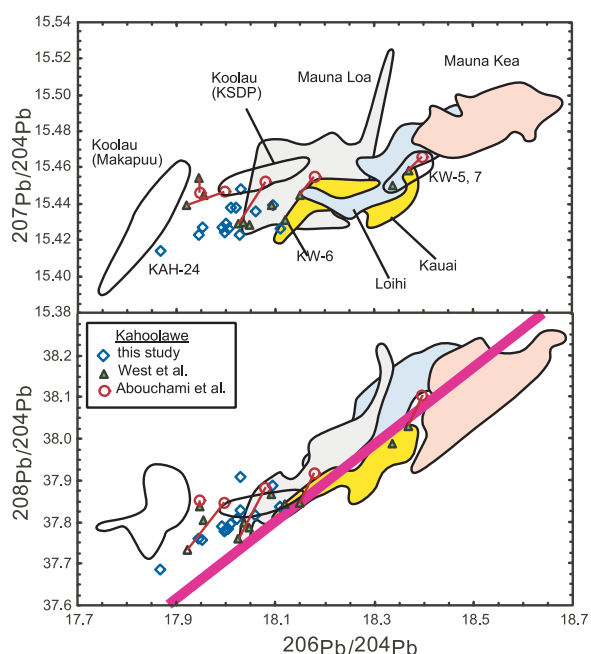 15.54
15.52
15.50
15.48
15.46
15.44
15.42
15.40
15.38
207Pb/204Pb
Koolau
(KSDP)
Mauna Loa
Mauna Kea
Koolau
(Makapuu)
KW-5, 7
KAH-24
KW-6
Loihi
Kauai
38.2
38.1
38.0
37.9
37.8
37.7
37.6
208Pb/204Pb
Kahoolawe
this study
West et al.
Abouchami et al.
17.7
17.9
18.1
18.3
18.5
18.7
206Pb/204Pb